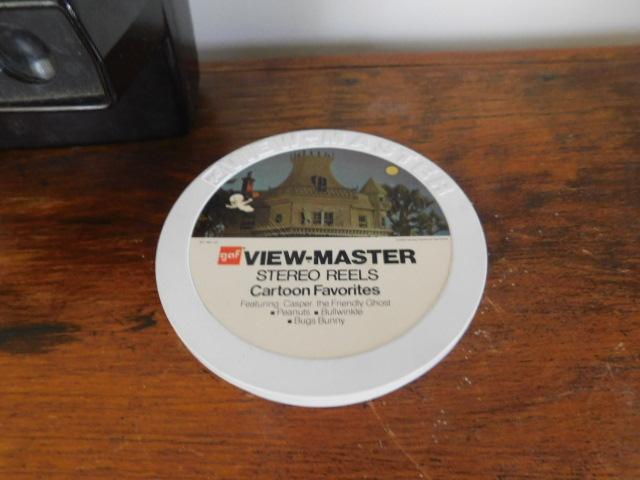 VIEW-MASTER
gaf VIEW-MASTER
STEREO REELS
Cartoon Favorites
Featuring: Casper, the Friendly Ghost
▪ Peanuts ▪ Bullwinkle
▪ Bugs Bunny